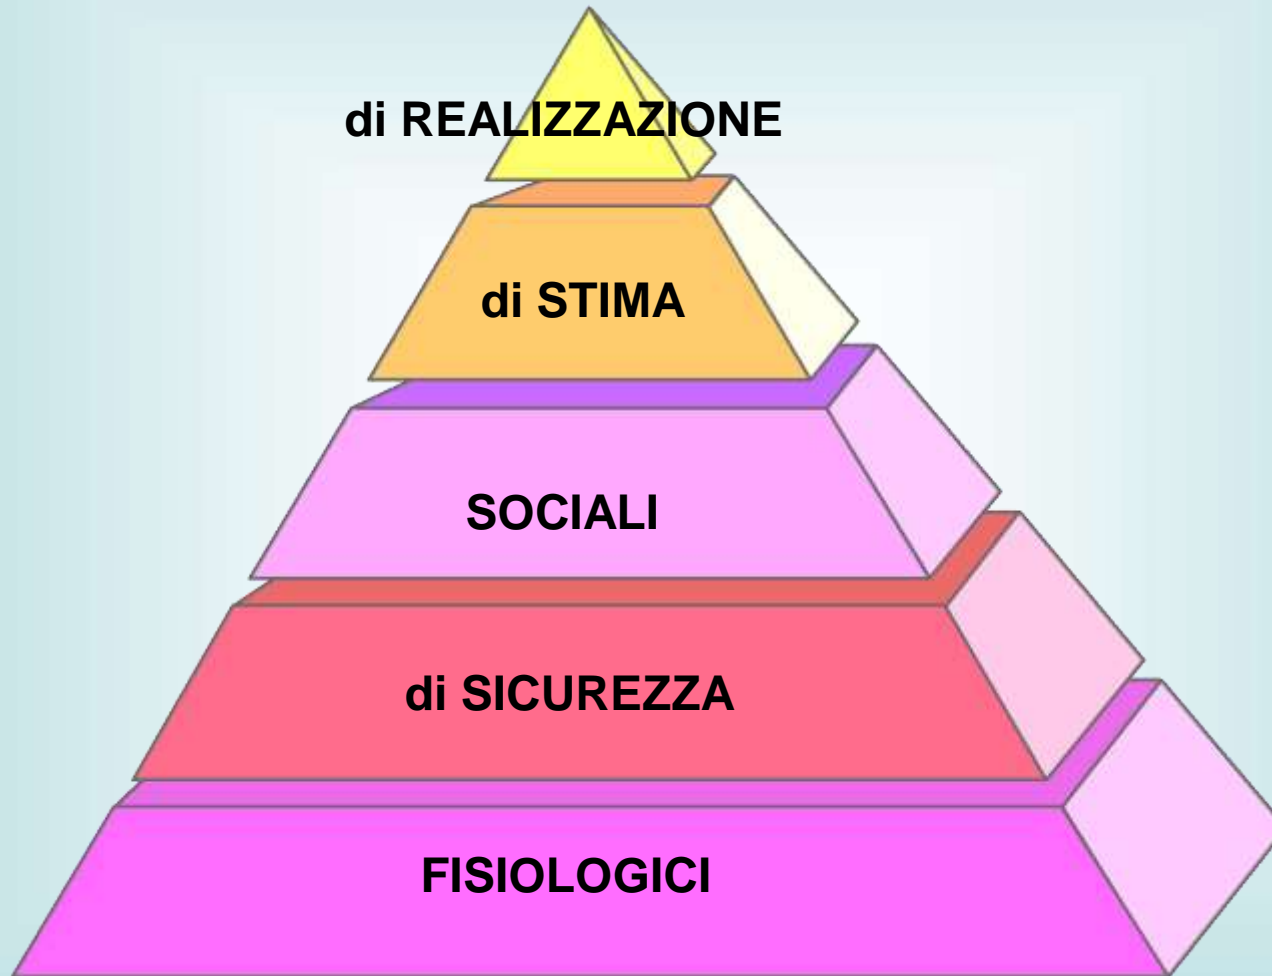 di REALIZZAZIONE
di STIMA
SOCIALI
di SICUREZZA
FISIOLOGICI